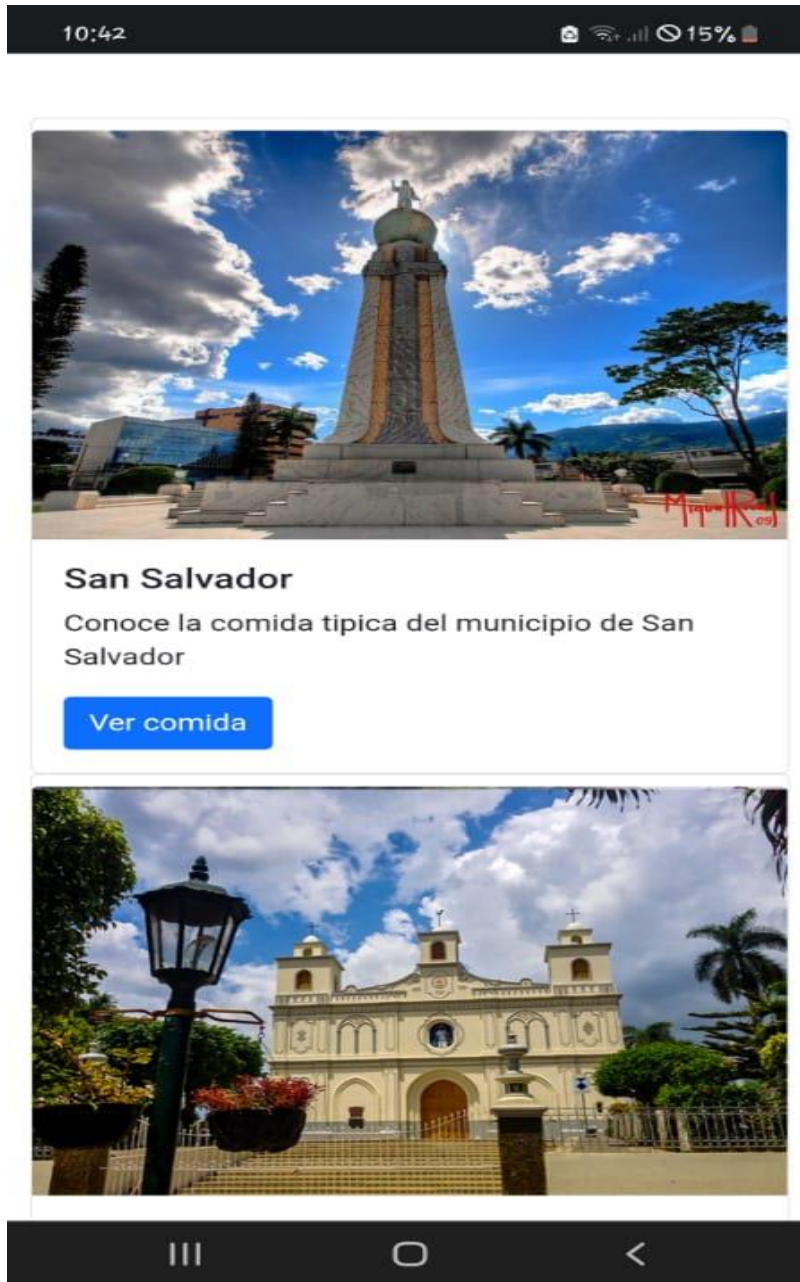 10:42
15%
San Salvador
Conoce la comida tipica del municipio de San
Salvador
Ver comida